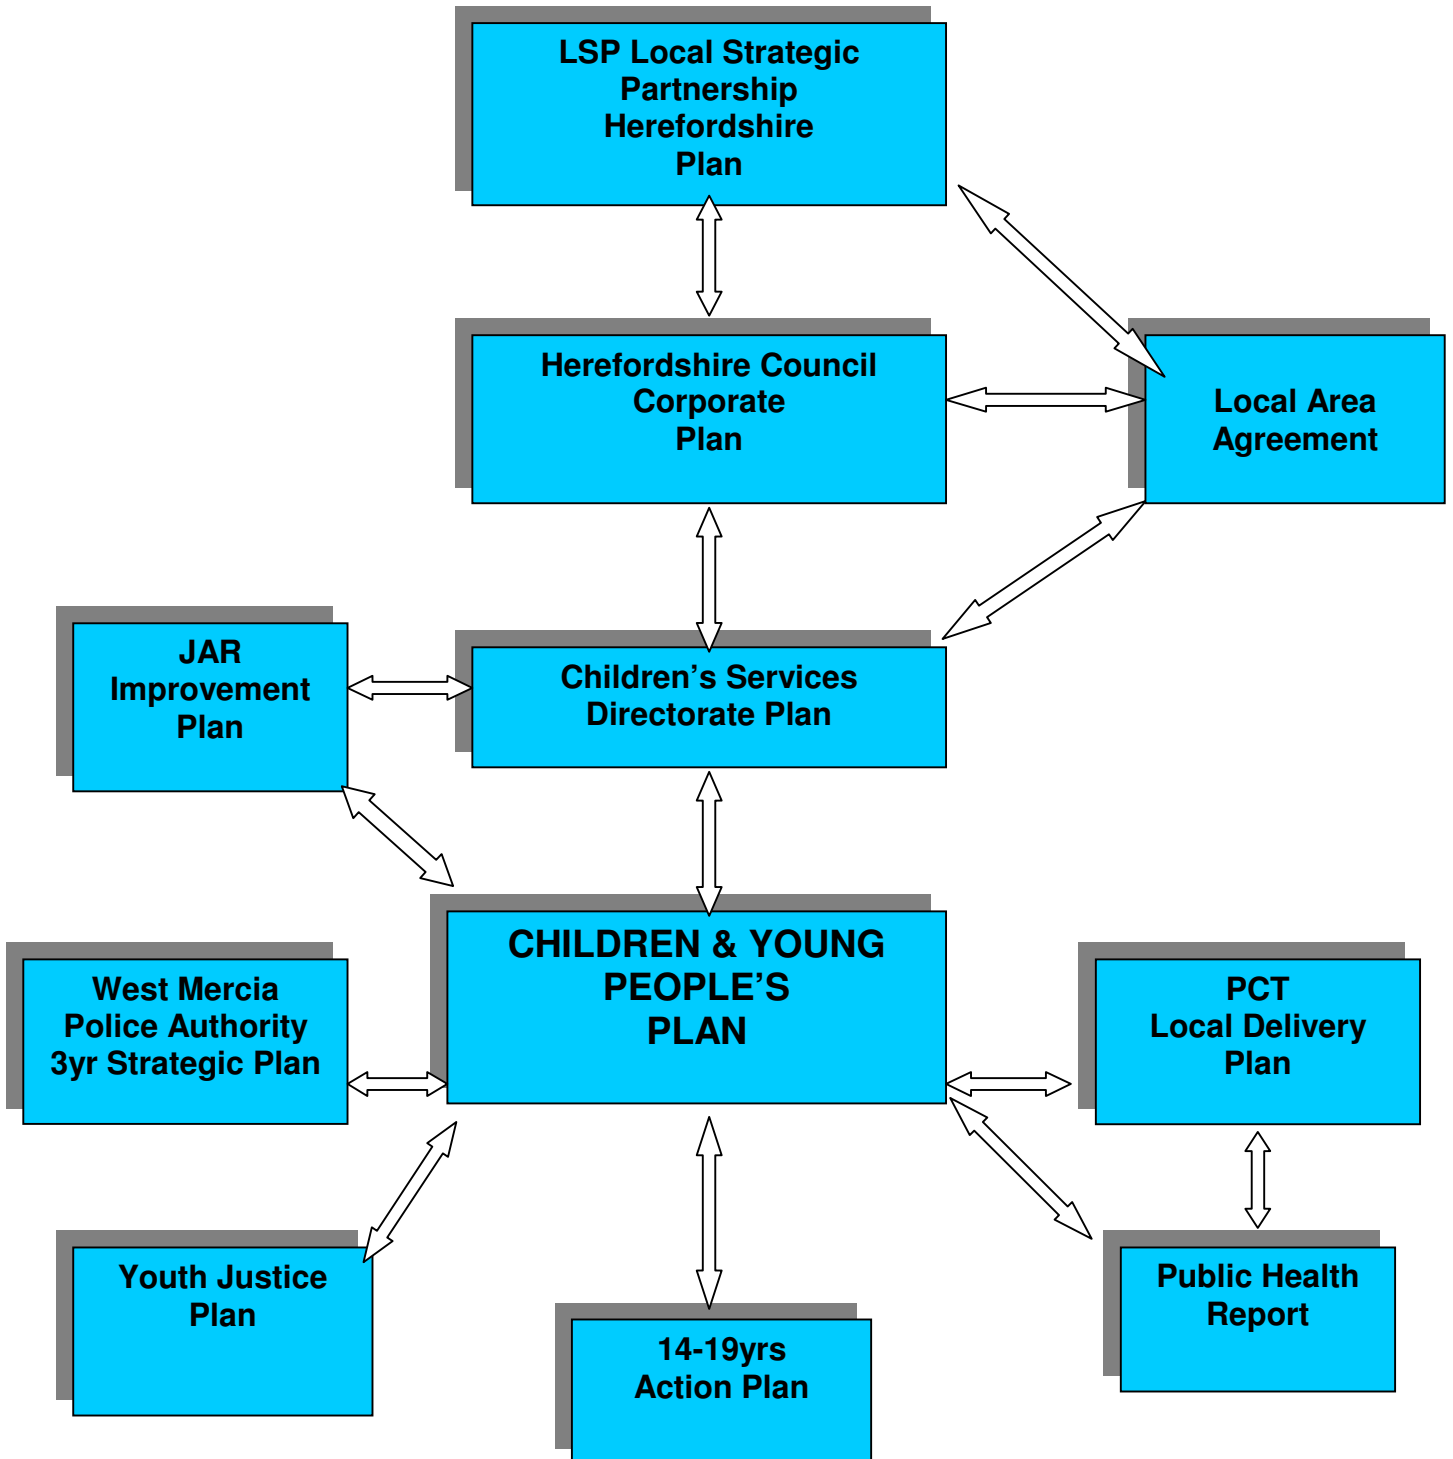 LSP Local Strategic
Partnership
Herefordshire
Plan
Herefordshire Council
Corporate
Plan
Local Area
Agreement
JAR
Improvement
Plan
Children’s Services
Directorate Plan
CHILDREN & YOUNG
PEOPLE’S
PLAN
West Mercia
Police Authority
3yr Strategic Plan
PCT
Local Delivery
Plan
Youth Justice
Plan
14-19yrs
Action Plan
Public Health
Report